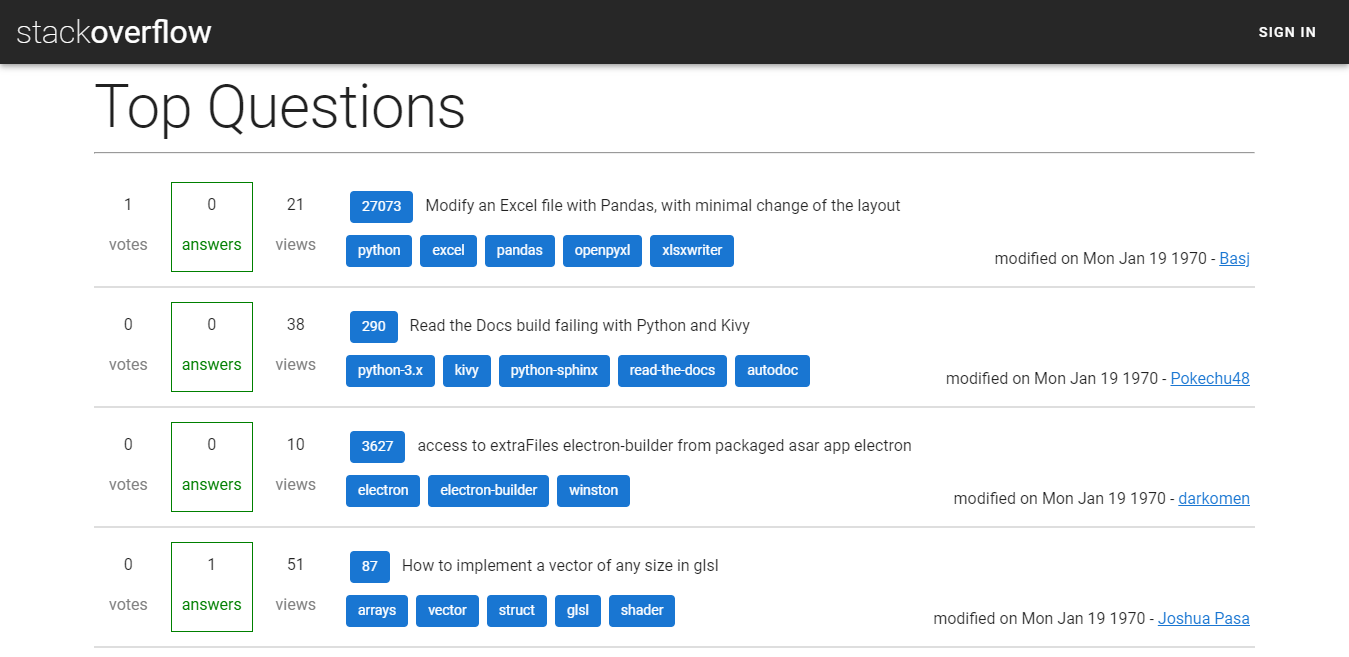 stackoverflow SIGN IN
Top Questions
1 0 21 27073 Modify an Excel file with Pandas, with minimal change of the layout
votes answers views python excel pandas openpyxl xlsxwriter
modified on Mon Jan 19 1970 - Basj
0 0 38 290 Read the Docs build failing with Python and Kivy
votes answers views python-3.x kivy python-sphinx read-the-docs autodoc
modified on Mon Jan 19 1970 - Pokechu48
0 0 10 3627 access to extraFiles electron-builder from packaged asar app electron
votes answers views electron electron-builder winston
modified on Mon Jan 19 1970 - darkomen
0 1 51 87 How to implement a vector of any size in glsl
votes answers views arrays vector struct glsl shader
modified on Mon Jan 19 1970 - Joshua Pasa